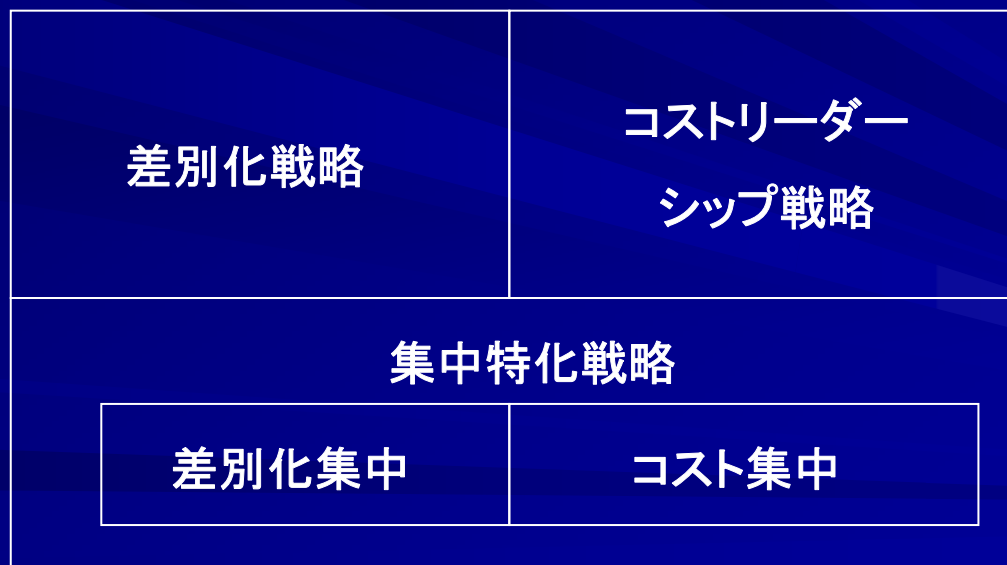 差別化戦略
コストリーダー
シップ戦略
集中特化戦略
差別化集中
コスト集中